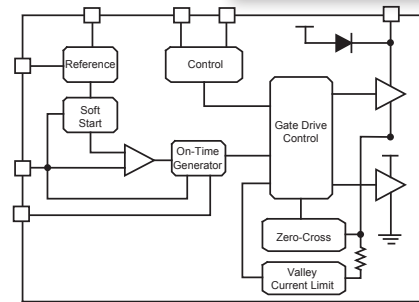 Reference
Control
Soft
Start
On-Time
Generator
Gate Drive
Control
Zero-Cross
Valley
Current Limit